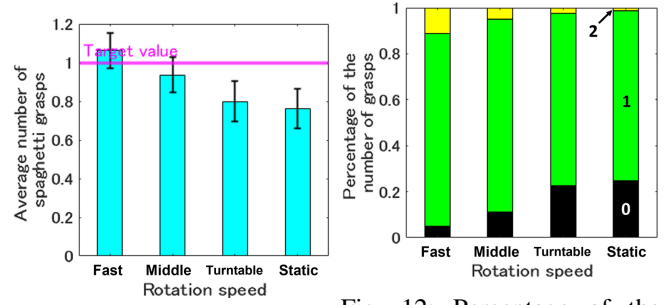 1.2
1
0.8
0.6
0.4
0.2
0
Target value
Average number of
spaghetti grasps
Fast Middle Turntable Static
Rotation speed
1
0.8
0.6
0.4
0.2
0
Percentage of the
number of grasps
2
1
0
Fast Middle Turntable Static
Rotation speed
Fig. 12. Percentage of the